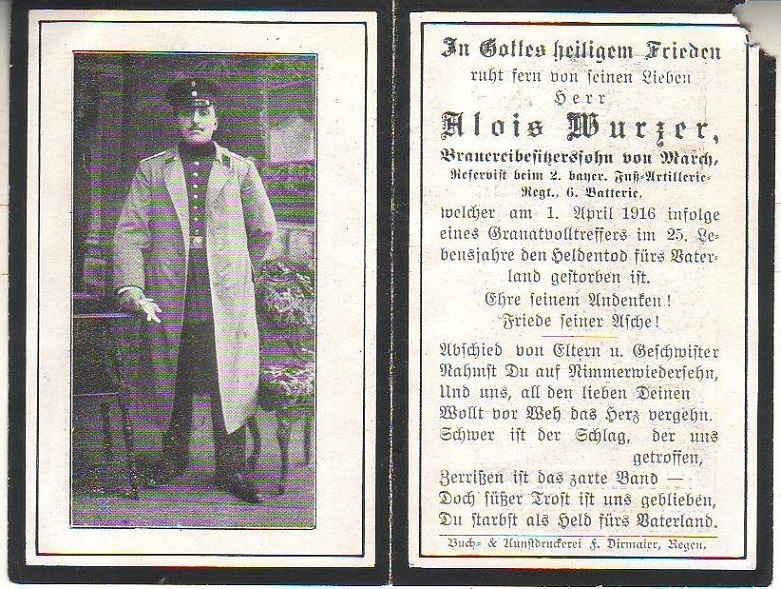 In Gottes heiligem Frieden
ruht fern von seinen Lieben
Herr
Alois Wurzer,
Brauereibesitzerssohn von March,
Reservist beim 2. bayer. Fuß-Artillerie-
Regt., 6. Batterie,
welcher am 1. April 1916 infolge
eines Granatvolltreffers im 25. Le-
bensjahre den Heldentod fürs Vater-
land gestorben ist.
Ehre seinem Andenken!
Friede seiner Asche!
Abschied von Eltern u. Geschwister
Nahmst Du auf Nimmerwiedersehn,
Und uns, all den lieben Deinen
Wollt vor Weh das Herz vergehn.
Schwer ist der Schlag, der uns
getroffen,
Zerrißen ist das zarte Band —
Doch süßer Trost ist uns geblieben,
Du starbst als Held fürs Vaterland.
Buch- & Kunstdruckerei F. Dirmaier, Regen.